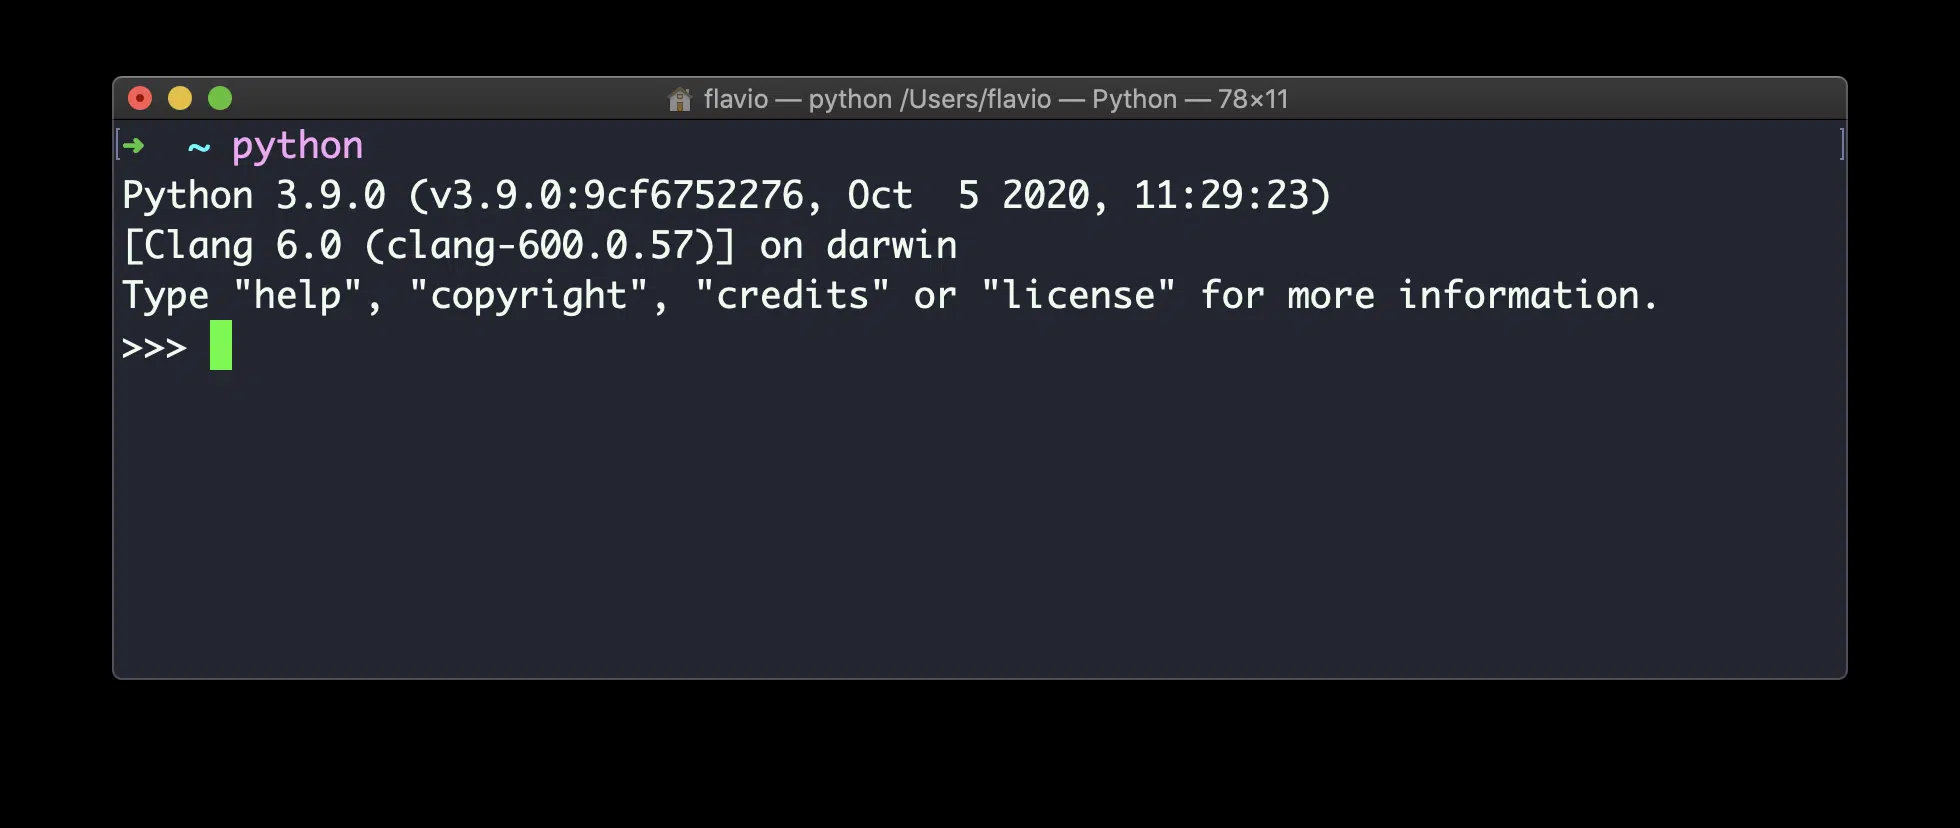 flavio — python /Users/flavio — Python — 78×11
[➜  ~ python ]
Python 3.9.0 (v3.9.0:9cf6752276, Oct  5 2020, 11:29:23)
[Clang 6.0 (clang-600.0.57)] on darwin
Type "help", "copyright", "credits" or "license" for more information.
>>>